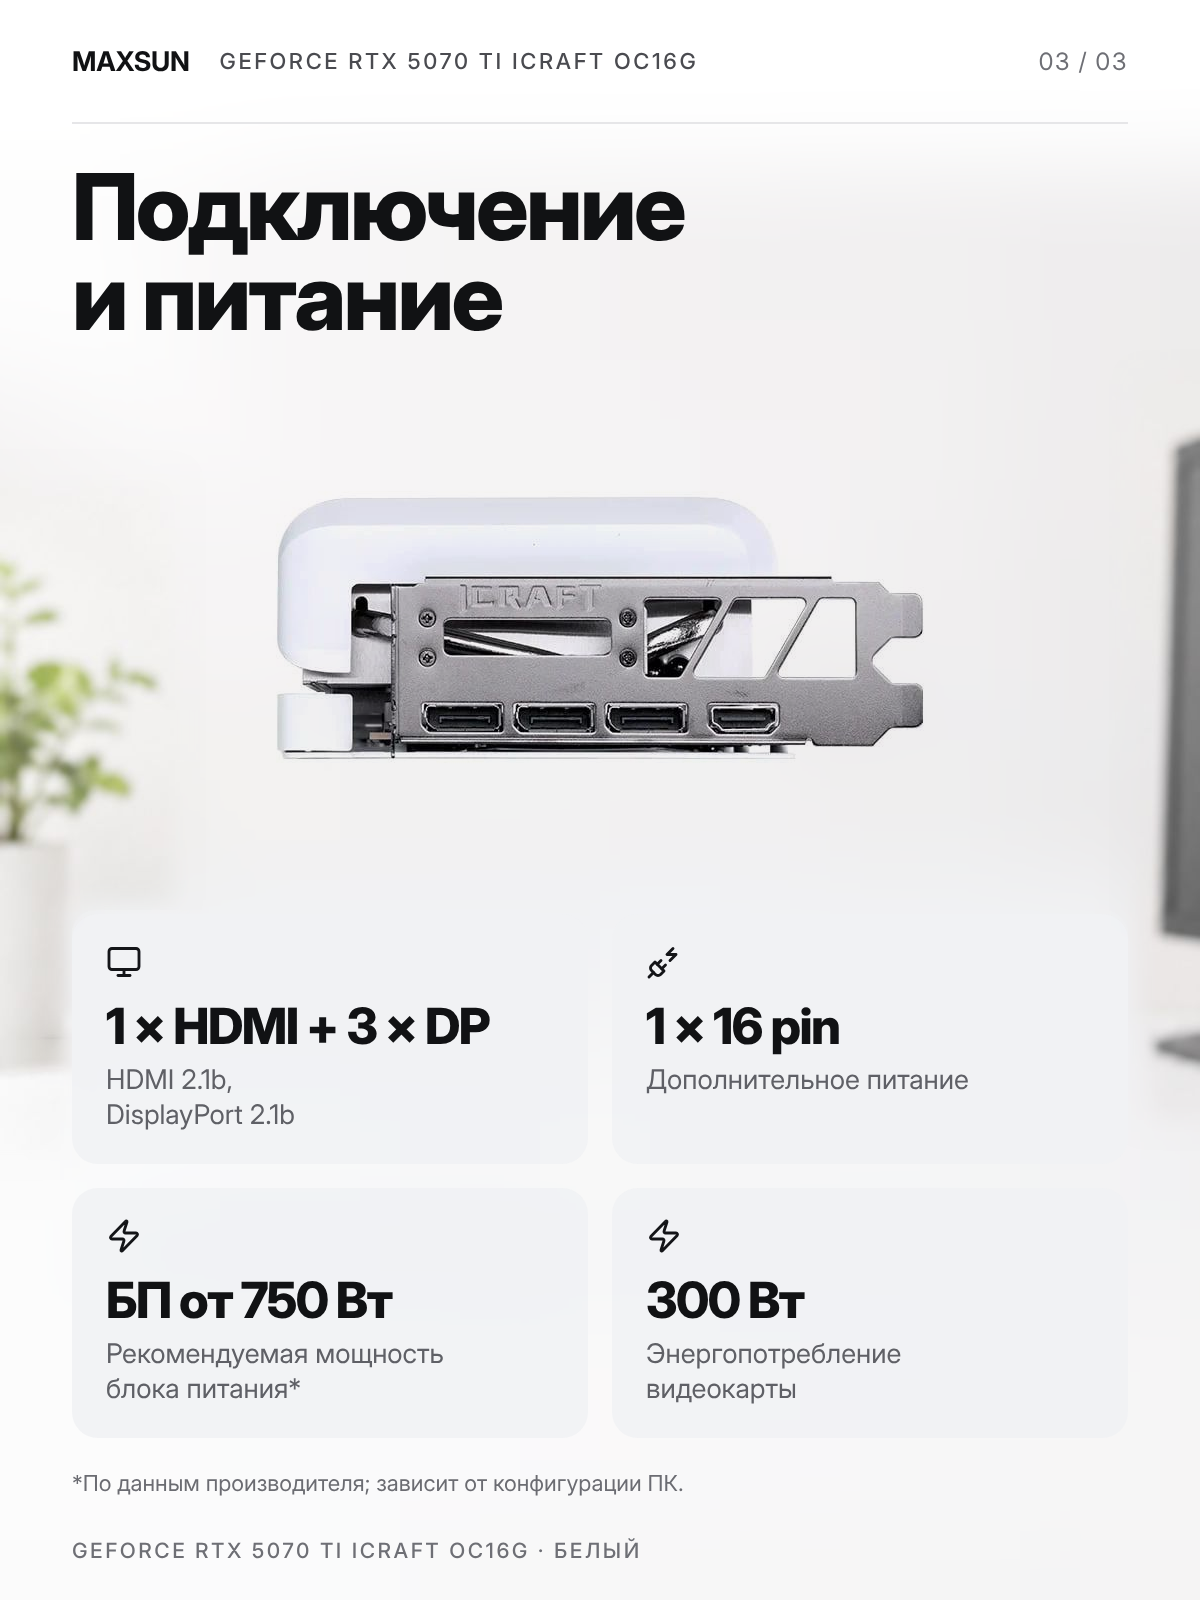 MAXSUN GEFORCE RTX 5070 TI ICRAFT OC16G 03 / 03
Подключение
и питание
ICRAFT
1 × HDMI + 3 × DP
HDMI 2.1b,
DisplayPort 2.1b
1 × 16 pin
Дополнительное питание
БП от 750 Вт
Рекомендуемая мощность
блока питания*
300 Вт
Энергопотребление
видеокарты
*По данным производителя; зависит от конфигурации ПК.
GEFORCE RTX 5070 TI ICRAFT OC16G · БЕЛЫЙ